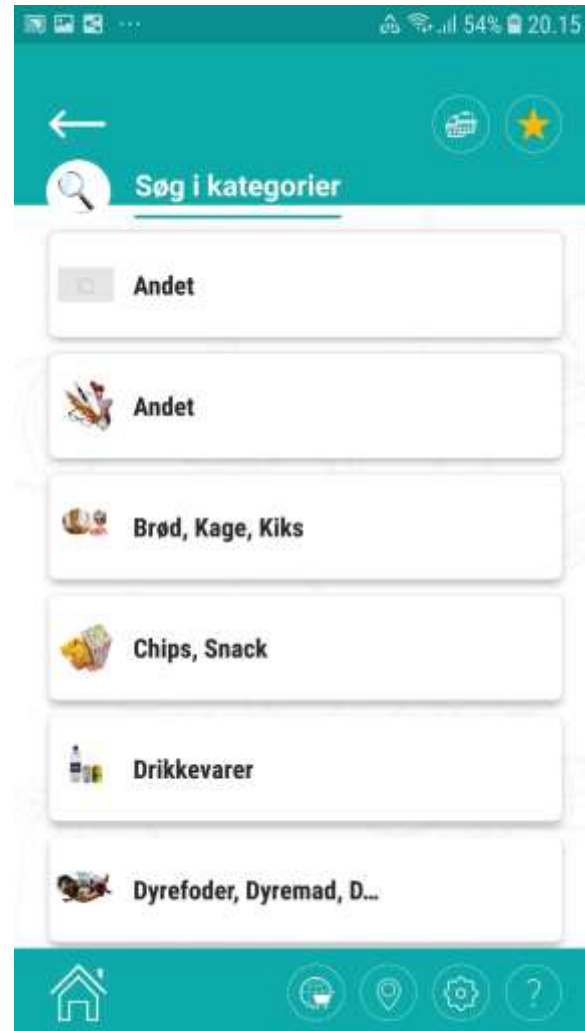 54% 20.15
Søg i kategorier
Andet
Andet
Brød, Kage, Kiks
Chips, Snack
Drikkevarer
Dyrefoder, Dyremad, D...
?